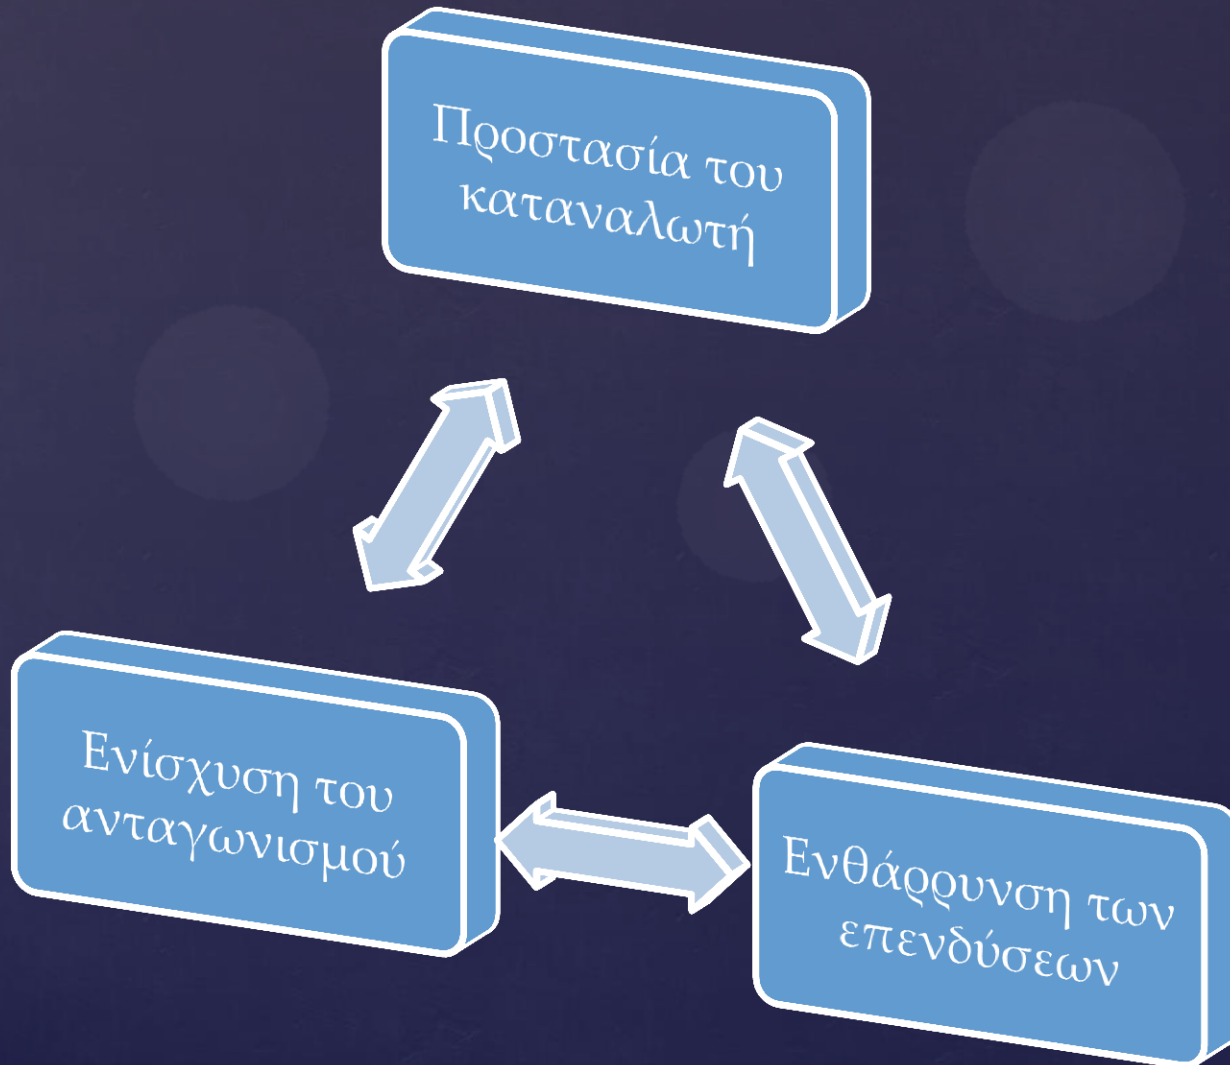 Προστασία του
καταναλωτή
Ενίσχυση του
ανταγωνισμού
Ενθάρρυνση των
επενδύσεων